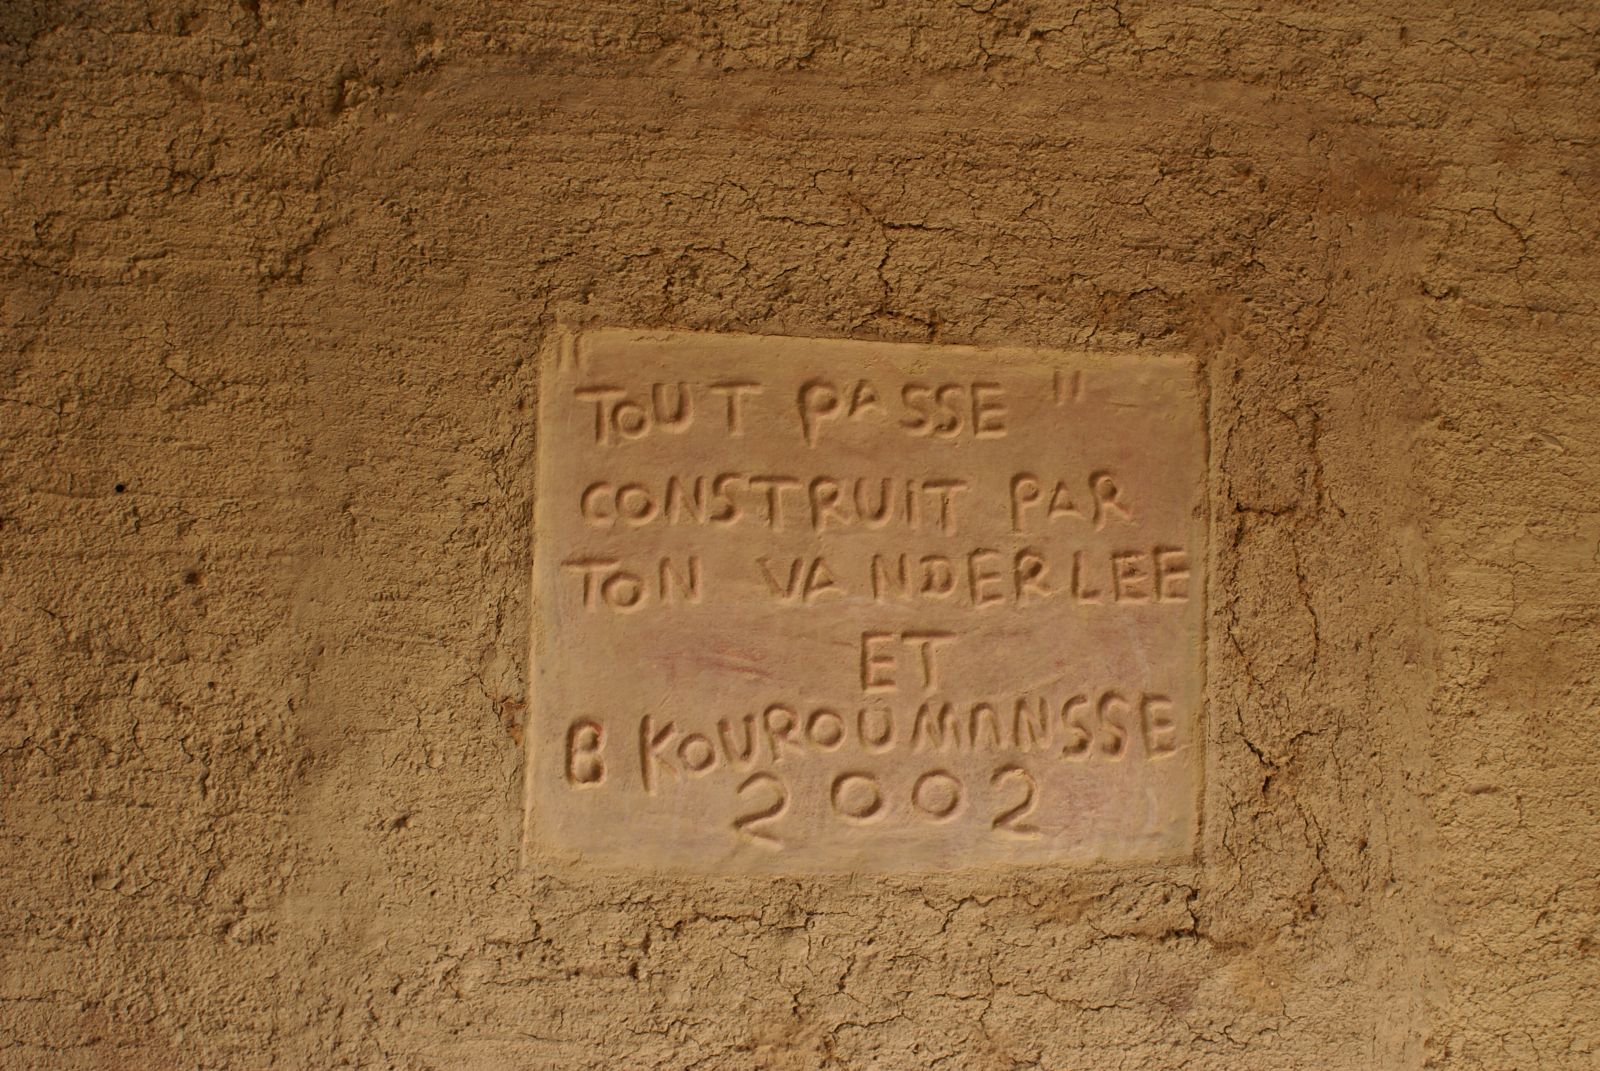 "TOUT PASSE"
CONSTRUIT PAR
TON VANDERLEE
ET
B KOUROUMANSSE
2002